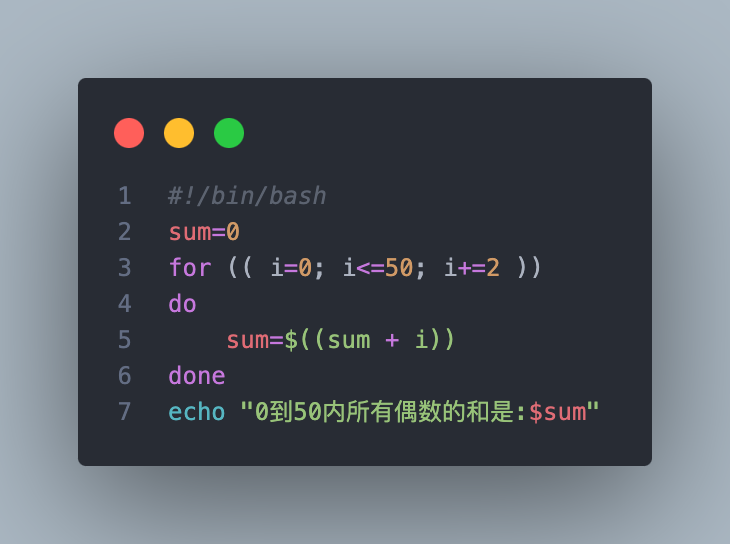 1 #!/bin/bash
2 sum=0
3 for (( i=0; i<=50; i+=2 ))
4 do
5     sum=$((sum + i))
6 done
7 echo "0到50内所有偶数的和是:$sum"